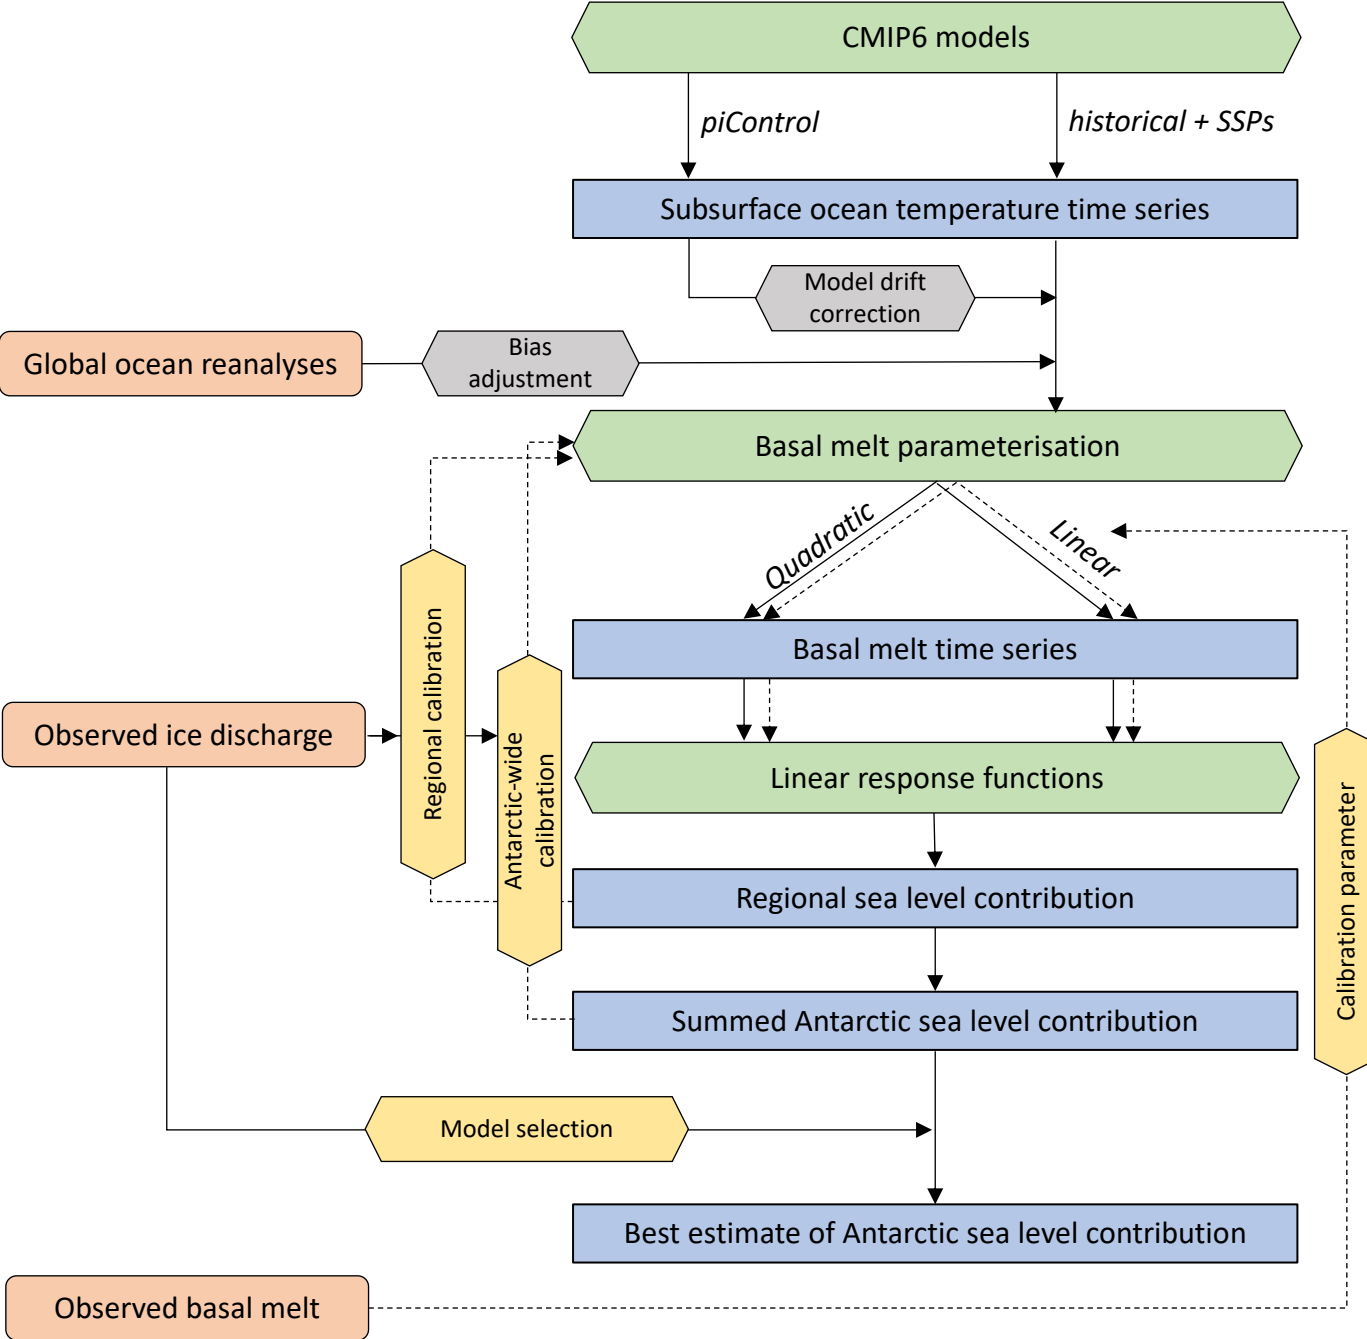 CMIP6 models
piControl
historical + SSPs
Subsurface ocean temperature time series
Model drift
correction
Global ocean reanalyses
Bias
adjustment
Basal melt parameterisation
Quadratic
Linear
Basal melt time series
Regional calibration
Antarctic-wide
calibration
Observed ice discharge
Linear response functions
Calibration parameter
Regional sea level contribution
Summed Antarctic sea level contribution
Model selection
Best estimate of Antarctic sea level contribution
Observed basal melt